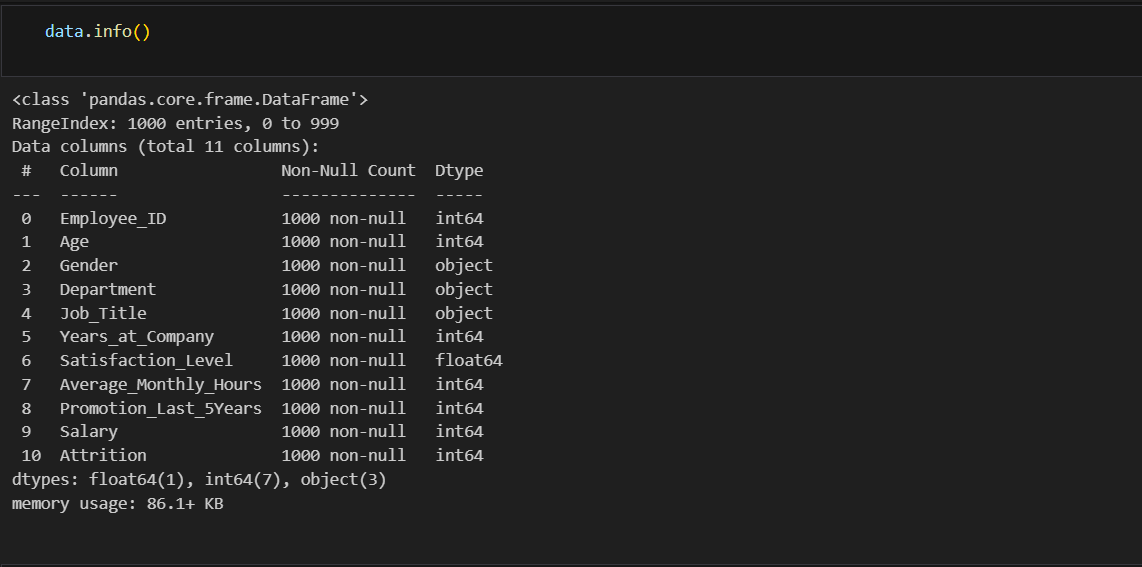 data.info()
<class 'pandas.core.frame.DataFrame'>
RangeIndex: 1000 entries, 0 to 999
Data columns (total 11 columns):
 #   Column                 Non-Null Count  Dtype
---  ------                 --------------  -----
 0   Employee_ID            1000 non-null   int64
 1   Age                    1000 non-null   int64
 2   Gender                 1000 non-null   object
 3   Department             1000 non-null   object
 4   Job_Title              1000 non-null   object
 5   Years_at_Company       1000 non-null   int64
 6   Satisfaction_Level     1000 non-null   float64
 7   Average_Monthly_Hours  1000 non-null   int64
 8   Promotion_Last_5Years  1000 non-null   int64
 9   Salary                 1000 non-null   int64
 10  Attrition              1000 non-null   int64
dtypes: float64(1), int64(7), object(3)
memory usage: 86.1+ KB